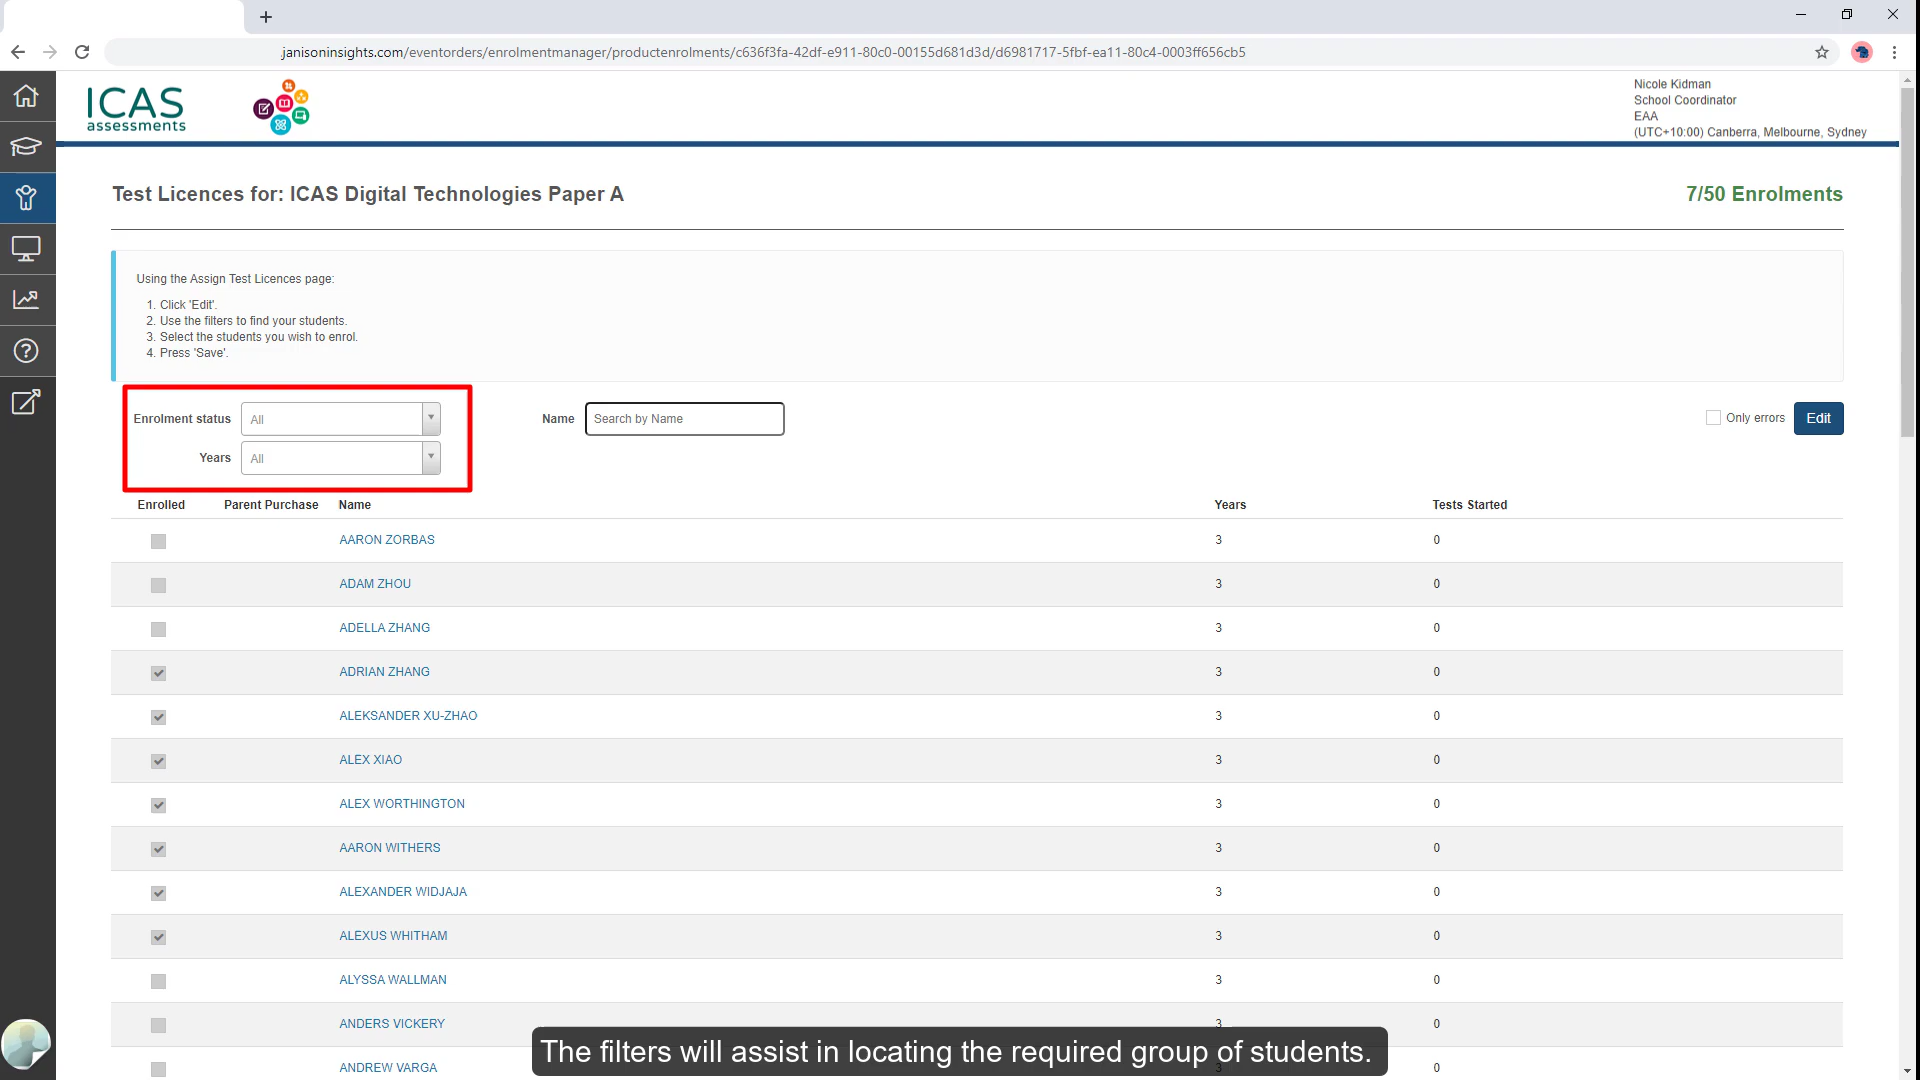 janisoninsights.com/eventorders/enrolmentmanager/productenrolments/c636f3fa-42df-e911-80c0-00155d681d3d/d6981717-5fbf-ea11-80c4-0003ff656cb5
ICAS
assessments
Nicole Kidman
School Coordinator
EAA
(UTC+10:00) Canberra, Melbourne, Sydney
Test Licences for: ICAS Digital Technologies Paper A
7/50 Enrolments
Using the Assign Test Licences page:
1. Click 'Edit'.
2. Use the filters to find your students.
3. Select the students you wish to enrol.
4. Press 'Save'.
Enrolment status All Name Search by Name Only errors Edit
Years All
Enrolled Parent Purchase Name Years Tests Started
AARON ZORBAS 3 0
ADAM ZHOU 3 0
ADELLA ZHANG 3 0
ADRIAN ZHANG 3 0
ALEKSANDER XU-ZHAO 3 0
ALEX XIAO 3 0
ALEX WORTHINGTON 3 0
AARON WITHERS 3 0
ALEXANDER WIDJAJA 3 0
ALEXUS WHITHAM 3 0
ALYSSA WALLMAN 3 0
ANDERS VICKERY 3 0
The filters will assist in locating the required group of students.
ANDREW VARGA 3 0